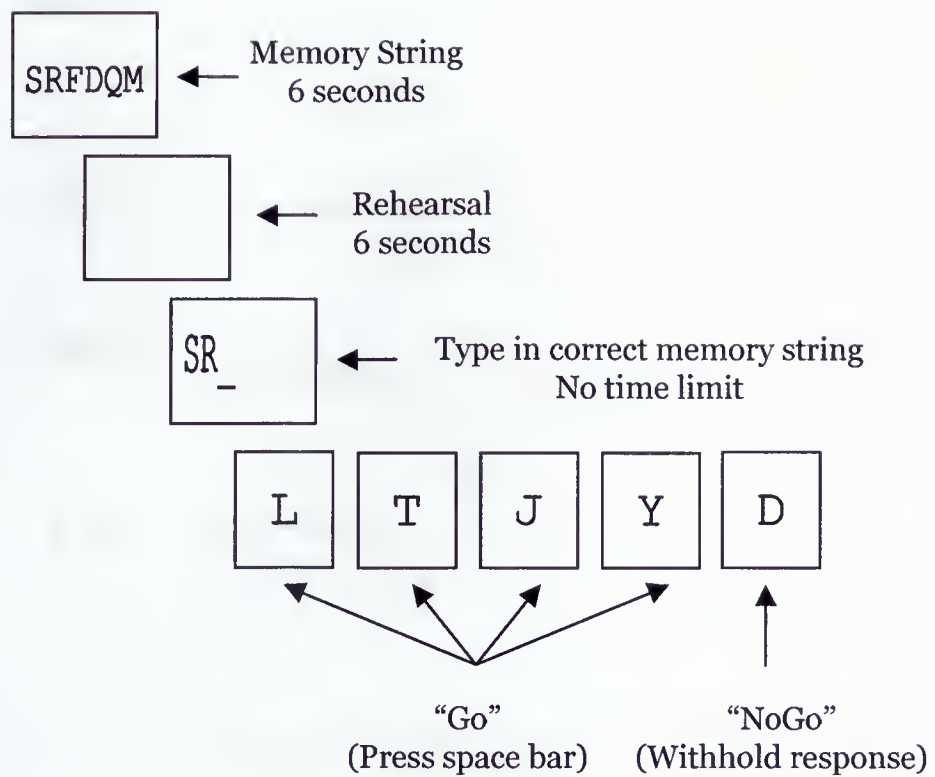 SRFDQM
Memory String
6 seconds
Rehearsal
6 seconds
SR_
Type in correct memory string
No time limit
L T J Y D
“Go”
(Press space bar)
“NoGo”
(Withhold response)